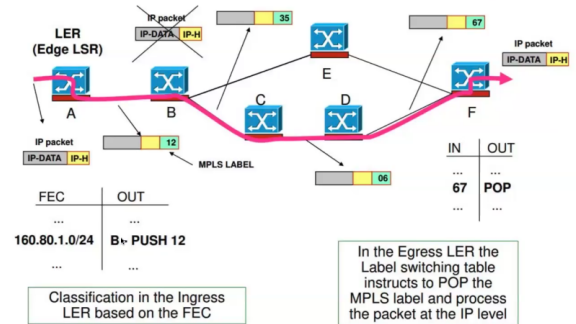 LER
(Edge LSR)
IP packet
IP-DATA IP-H
35
67
IP packet
IP-DATA IP-H
E
A
B
C
D
F
IP packet
IP-DATA IP-H
12
MPLS LABEL
06
IN OUT
... ...
67 POP
... ...
FEC OUT
... ...
160.80.1.0/24 B PUSH 12
... ...
Classification in the Ingress
LER based on the FEC
In the Egress LER the
Label switching table
instructs to POP the
MPLS label and process
the packet at the IP level